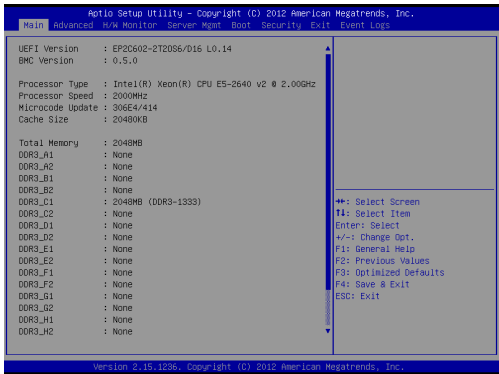 Aptio Setup Utility - Copyright (C) 2012 American Megatrends, Inc.
Main Advanced H/W Monitor Server Mgmt Boot Security Exit Event Logs
UEFI Version : EP2C602-2T2OS6/D16 L0.14
BMC Version : 0.5.0
Processor Type : Intel(R) Xeon(R) CPU E5-2640 v2 @ 2.00GHz
Processor Speed : 2000MHz
Microcode Update : 306E4/414
Cache Size : 20480KB
Total Memory : 2048MB
DDR3_A1 : None
DDR3_A2 : None
DDR3_B1 : None
DDR3_B2 : None
DDR3_C1 : 2048MB (DDR3-1333)
DDR3_C2 : None
DDR3_D1 : None
DDR3_D2 : None
DDR3_E1 : None
DDR3_E2 : None
DDR3_F1 : None
DDR3_F2 : None
DDR3_G1 : None
DDR3_G2 : None
DDR3_H1 : None
DDR3_H2 : None
→←: Select Screen
↑↓: Select Item
Enter: Select
+/-: Change Opt.
F1: General Help
F2: Previous Values
F3: Optimized Defaults
F4: Save & Exit
ESC: Exit
Version 2.15.1236. Copyright (C) 2012 American Megatrends, Inc.